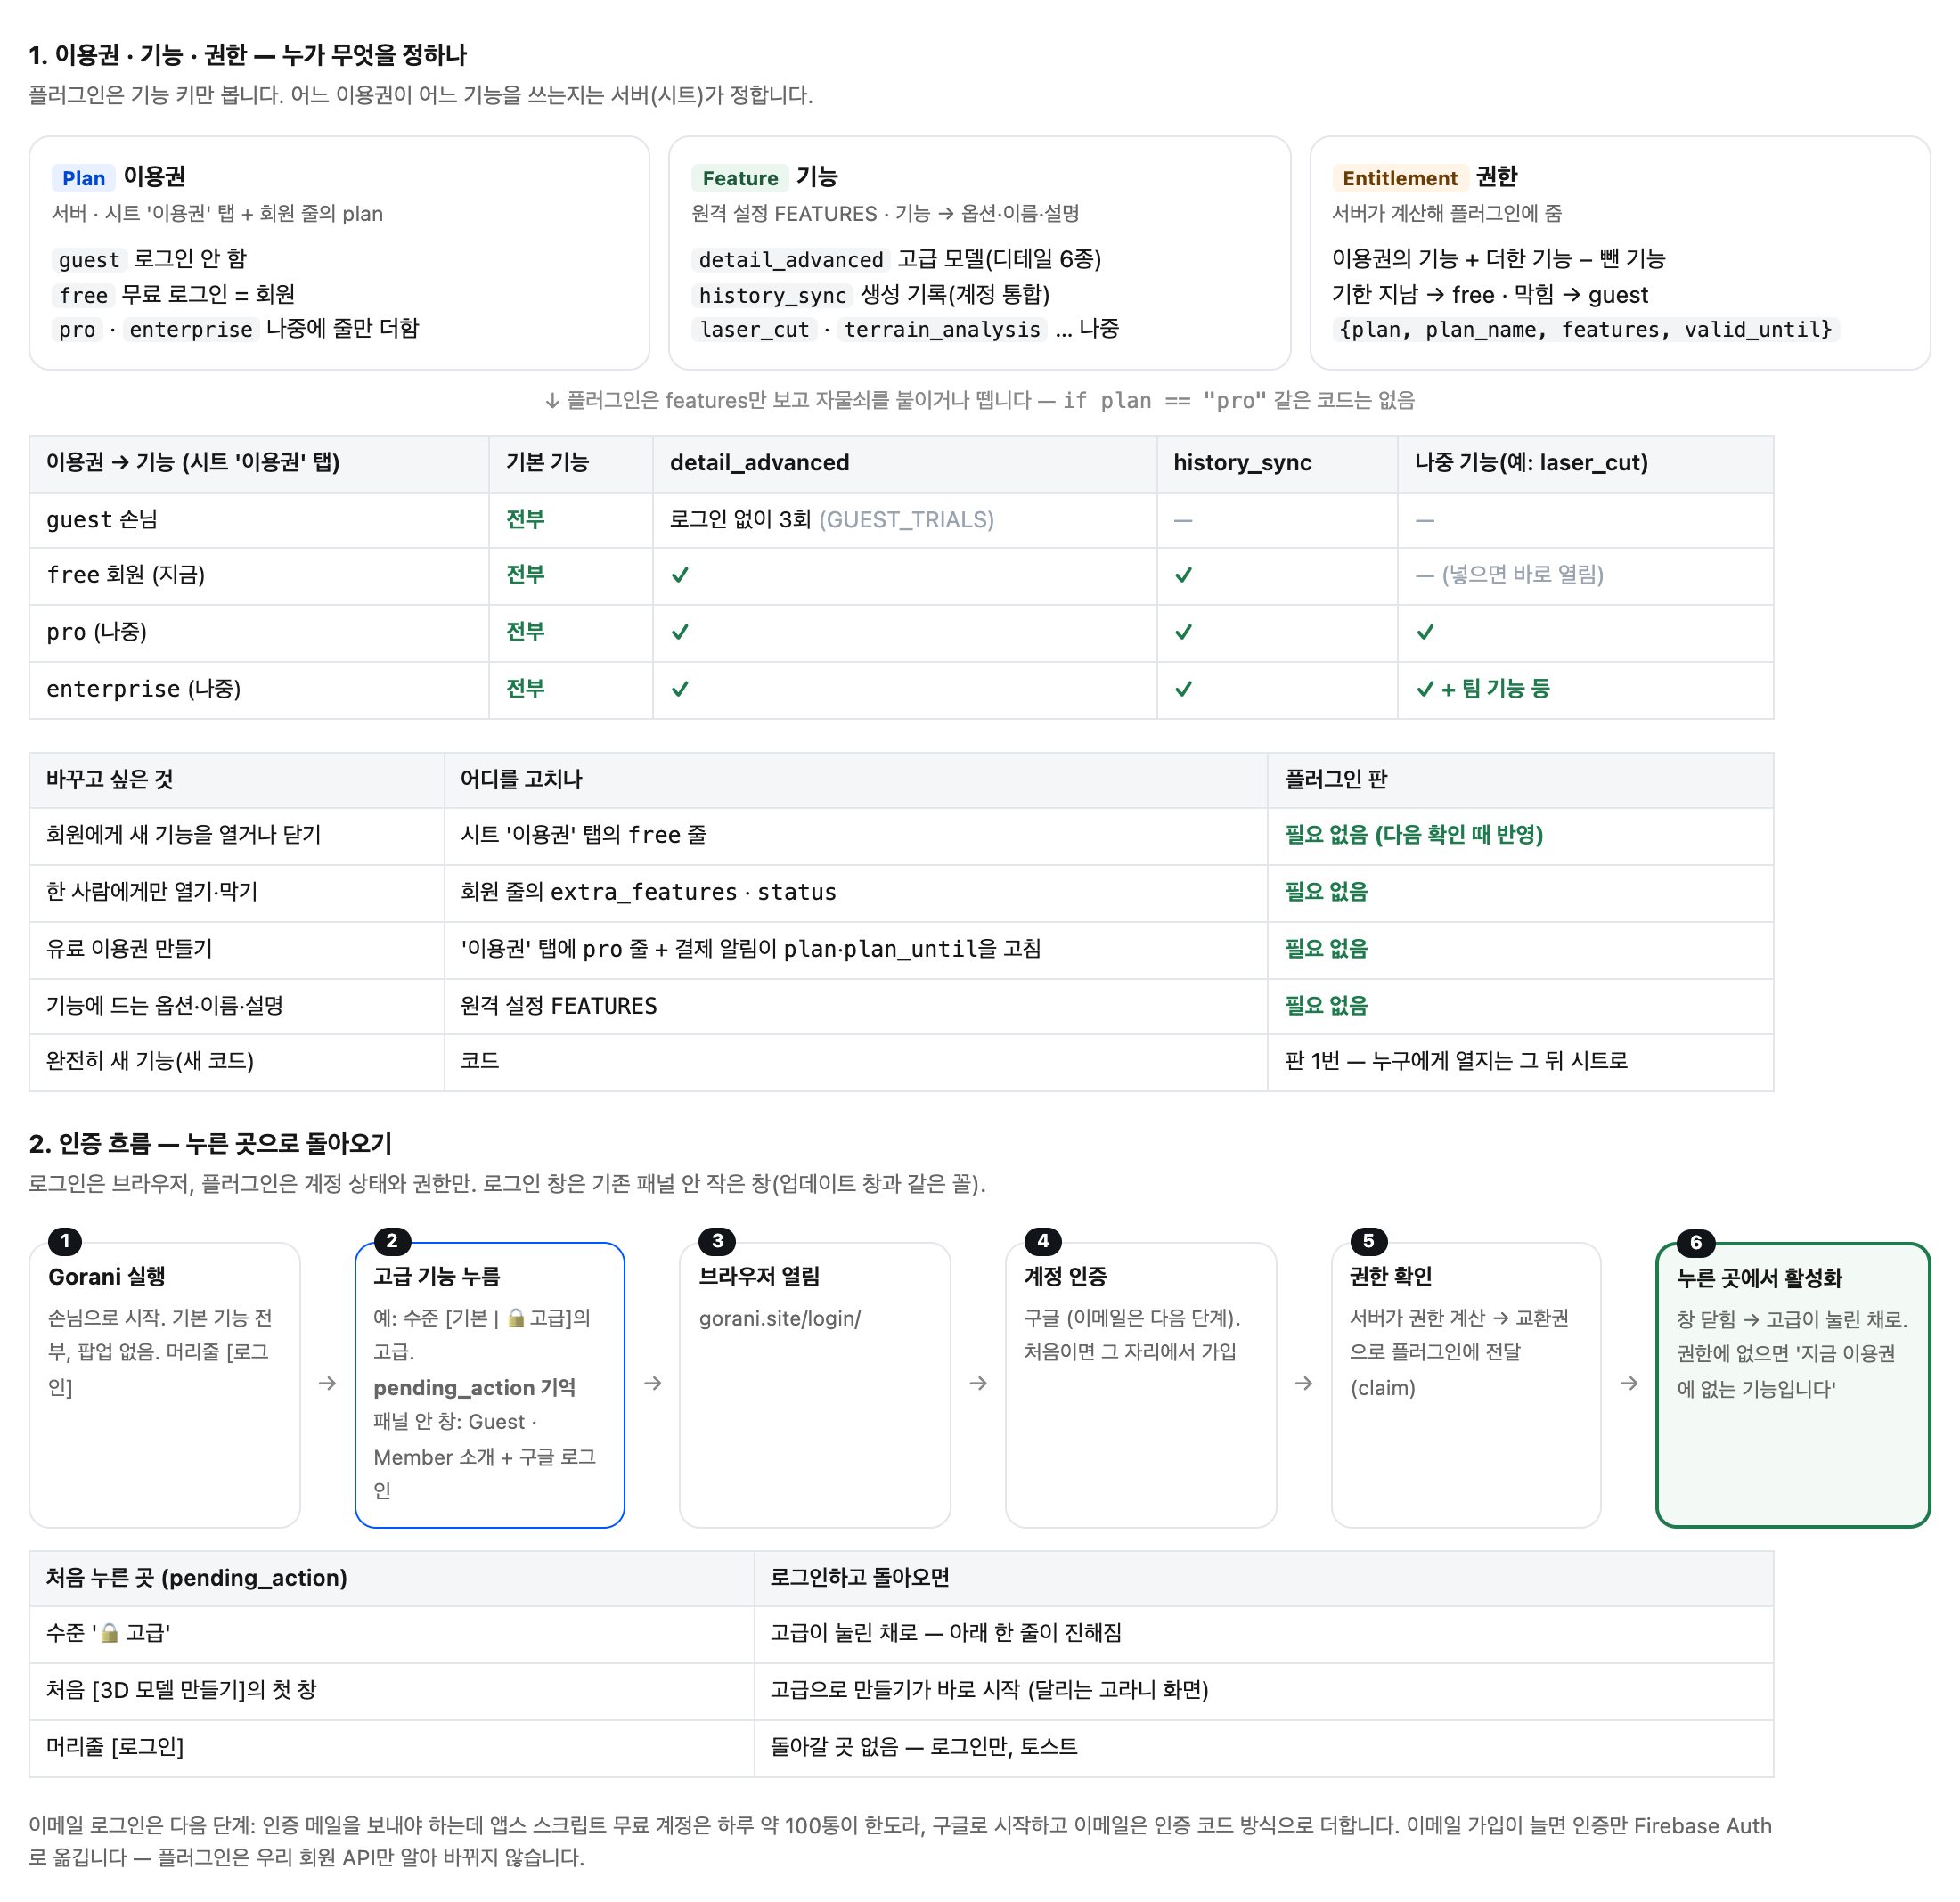 1. 이용권 · 기능 · 권한 — 누가 무엇을 정하나
플러그인은 기능 키만 봅니다. 어느 이용권이 어느 기능을 쓰는지는 서버(시트)가 정합니다.
Plan 이용권
서버 · 시트 '이용권' 탭 + 회원 줄의 plan
guest 로그인 안 함
free 무료 로그인 = 회원
pro · enterprise 나중에 줄만 더함
Feature 기능
원격 설정 FEATURES · 기능 → 옵션·이름·설명
detail_advanced 고급 모델(디테일 6종)
history_sync 생성 기록(계정 통합)
laser_cut · terrain_analysis … 나중
Entitlement 권한
서버가 계산해 플러그인에 줌
이용권의 기능 + 더한 기능 − 뺀 기능
기한 지남 → free · 막힘 → guest
{plan, plan_name, features, valid_until}
↓ 플러그인은 features만 보고 자물쇠를 붙이거나 뗍니다 — if plan == "pro" 같은 코드는 없음
이용권 → 기능 (시트 '이용권' 탭) 기본 기능 detail_advanced history_sync 나중 기능(예: laser_cut)
guest 손님 전부 로그인 없이 3회 (GUEST_TRIALS) — —
free 회원 (지금) 전부 ✓ ✓ — (넣으면 바로 열림)
pro (나중) 전부 ✓ ✓ ✓
enterprise (나중) 전부 ✓ ✓ ✓ + 팀 기능 등
바꾸고 싶은 것 어디를 고치나 플러그인 판
회원에게 새 기능을 열거나 닫기 시트 '이용권' 탭의 free 줄 필요 없음 (다음 확인 때 반영)
한 사람에게만 열기·막기 회원 줄의 extra_features · status 필요 없음
유료 이용권 만들기 '이용권' 탭에 pro 줄 + 결제 알림이 plan·plan_until을 고침 필요 없음
기능에 드는 옵션·이름·설명 원격 설정 FEATURES 필요 없음
완전히 새 기능(새 코드) 코드 판 1번 — 누구에게 열지는 그 뒤 시트로
2. 인증 흐름 — 누른 곳으로 돌아오기
로그인은 브라우저, 플러그인은 계정 상태와 권한만. 로그인 창은 기존 패널 안 작은 창(업데이트 창과 같은 꼴).
1
Gorani 실행
손님으로 시작. 기본 기능 전
부, 팝업 없음. 머리줄 [로그
인]
→
2
고급 기능 누름
예: 수준 [기본 | 🔒 고급]의
고급.
pending_action 기억
패널 안 창: Guest ·
Member 소개 + 구글 로그
인
→
3
브라우저 열림
gorani.site/login/
→
4
계정 인증
구글 (이메일은 다음 단계).
처음이면 그 자리에서 가입
→
5
권한 확인
서버가 권한 계산 → 교환권
으로 플러그인에 전달
(claim)
→
6
누른 곳에서 활성화
창 닫힘 → 고급이 눌린 채로.
권한에 없으면 '지금 이용권
에 없는 기능입니다'
처음 누른 곳 (pending_action) 로그인하고 돌아오면
수준 '🔒 고급' 고급이 눌린 채로 — 아래 한 줄이 진해짐
처음 [3D 모델 만들기]의 첫 창 고급으로 만들기가 바로 시작 (달리는 고라니 화면)
머리줄 [로그인] 돌아갈 곳 없음 — 로그인만, 토스트
이메일 로그인은 다음 단계: 인증 메일을 보내야 하는데 앱스 스크립트 무료 계정은 하루 약 100통이 한도라, 구글로 시작하고 이메일은 인증 코드 방식으로 더합니다. 이메일 가입이 늘면 인증만 Firebase Auth
로 옮깁니다 — 플러그인은 우리 회원 API만 알아 바뀌지 않습니다.